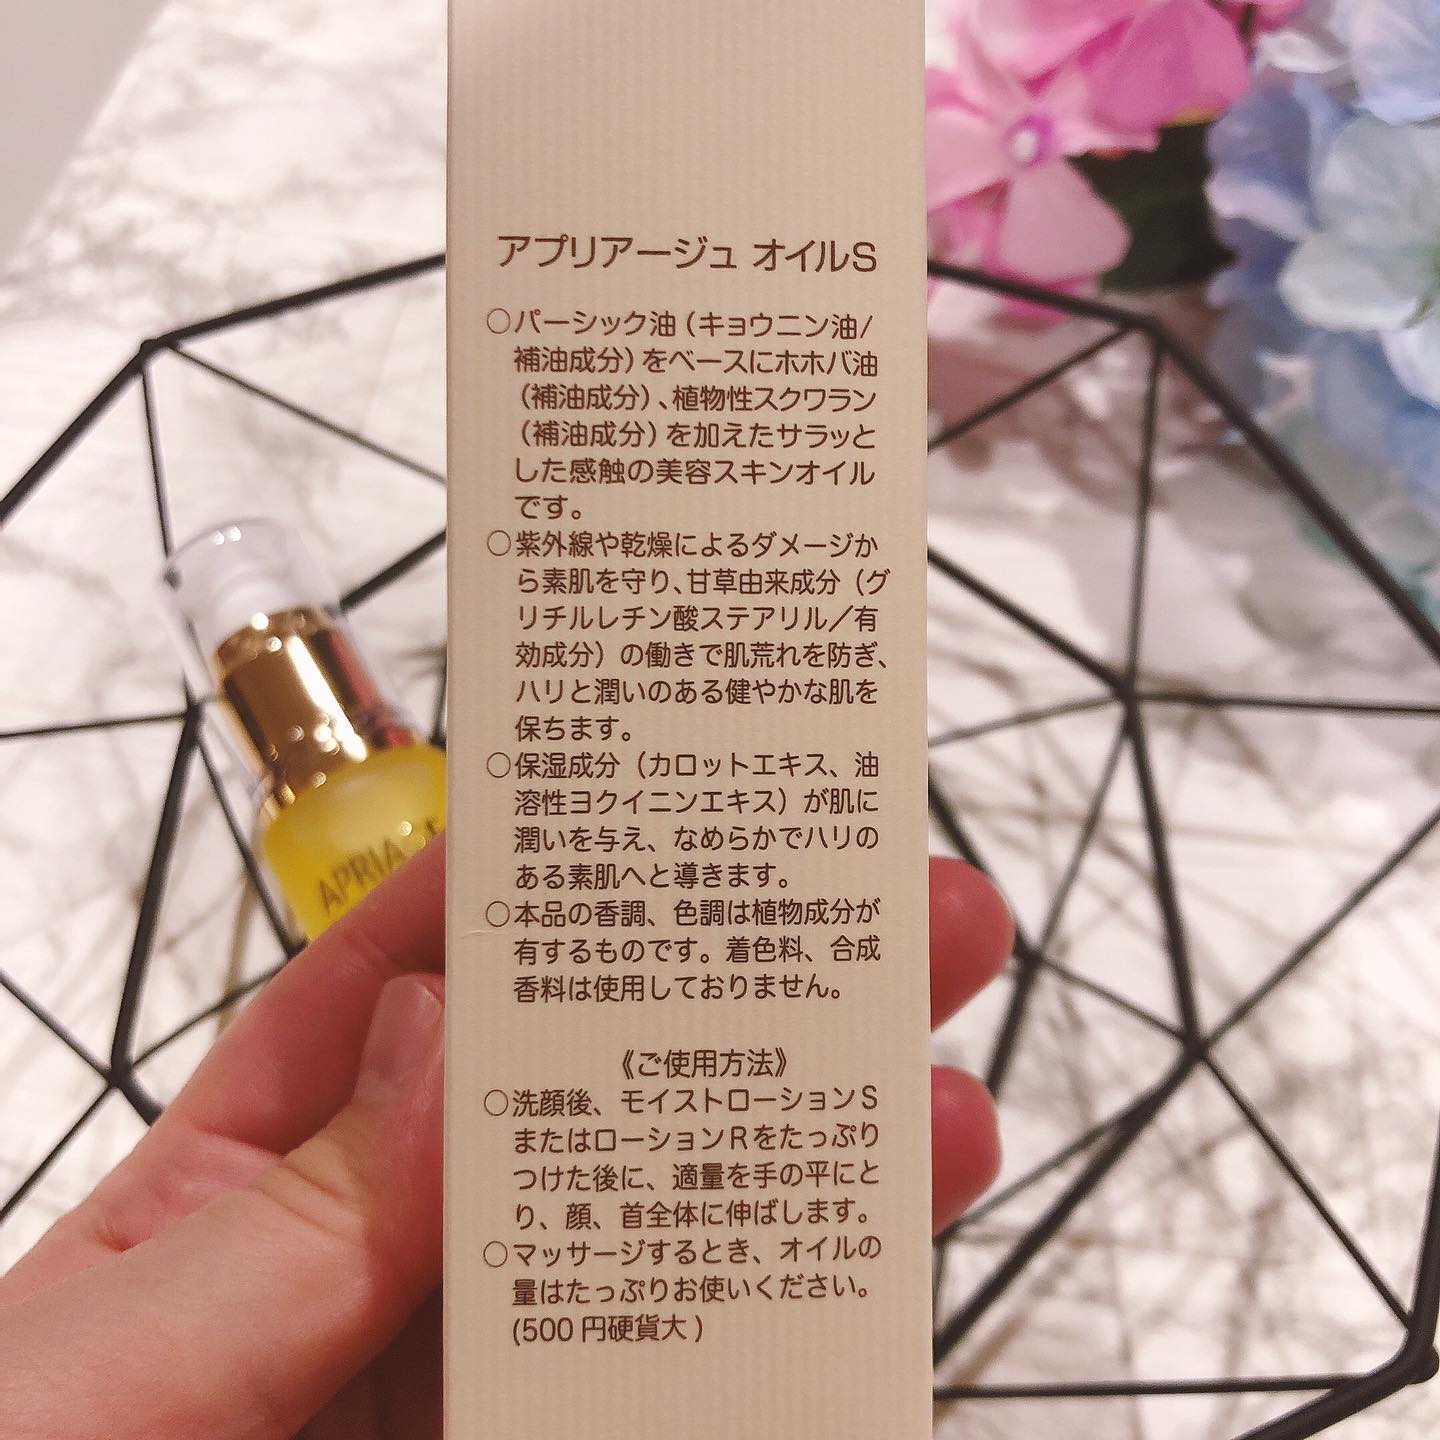 アプリアージュ オイルS
○パーシック油(キョウニン油/
補油成分)をベースにホホバ油
(補油成分)、植物性スクワラン
(補油成分)を加えたサラッと
した感触の美容スキンオイル
です。
○紫外線や乾燥によるダメージか
ら素肌を守り、甘草由来成分(グ
リチルレチン酸ステアリル/有
効成分)の働きで肌荒れを防ぎ、
ハリと潤いのある健やかな肌を
保ちます。
○保湿成分(カロットエキス、油
溶性ヨクイニンエキス)が肌に
潤いを与え、なめらかでハリの
ある素肌へと導きます。
○本品の香調、色調は植物成分が
有するものです。着色料、合成
香料は使用しておりません。
《ご使用方法》
○洗顔後、モイストローションS
またはローションRをたっぷり
つけた後に、適量を手の平にと
り、顔、首全体に伸ばします。
○マッサージするとき、オイルの
量はたっぷりお使いください。
(500円硬貨大)
APRIA